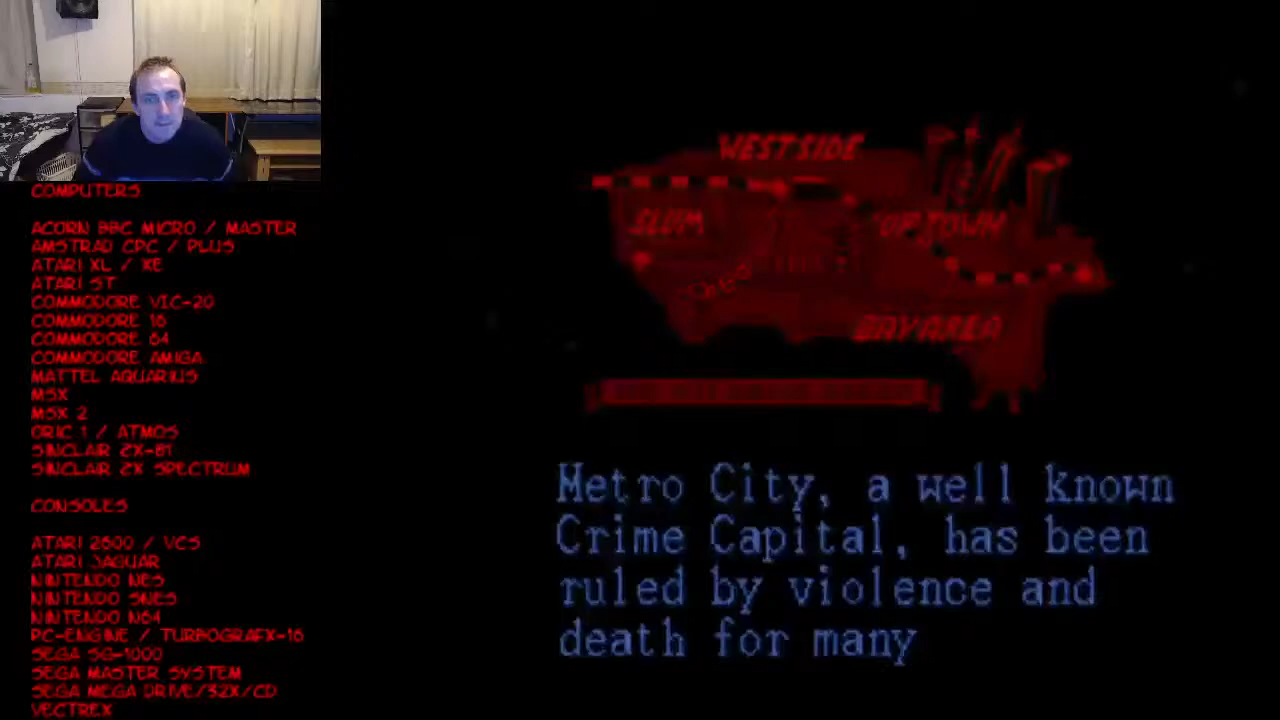 COMPUTERS
ACORN BBC MICRO / MASTER
AMSTRAD CPC / PLUS
ATARI XL / XE
ATARI ST
COMMODORE VIC-20
COMMODORE 16
COMMODORE 64
COMMODORE AMIGA
MATTEL AQUARIUS
MSX
MSX 2
ORIC 1 / ATMOS
SINCLAIR ZX-81
SINCLAIR ZX SPECTRUM
CONSOLES
ATARI 2600 / VCS
ATARI JAGUAR
NINTENDO NES
NINTENDO SNES
NINTENDO N64
PC-ENGINE / TURBOGRAFX-16
SEGA SG-1000
SEGA MASTER SYSTEM
SEGA MEGA DRIVE/32X/CD
VECTREX
WESTSIDE
SLUM
UPTOWN
BAY AREA
Metro City, a well known
Crime Capital, has been
ruled by violence and
death for many